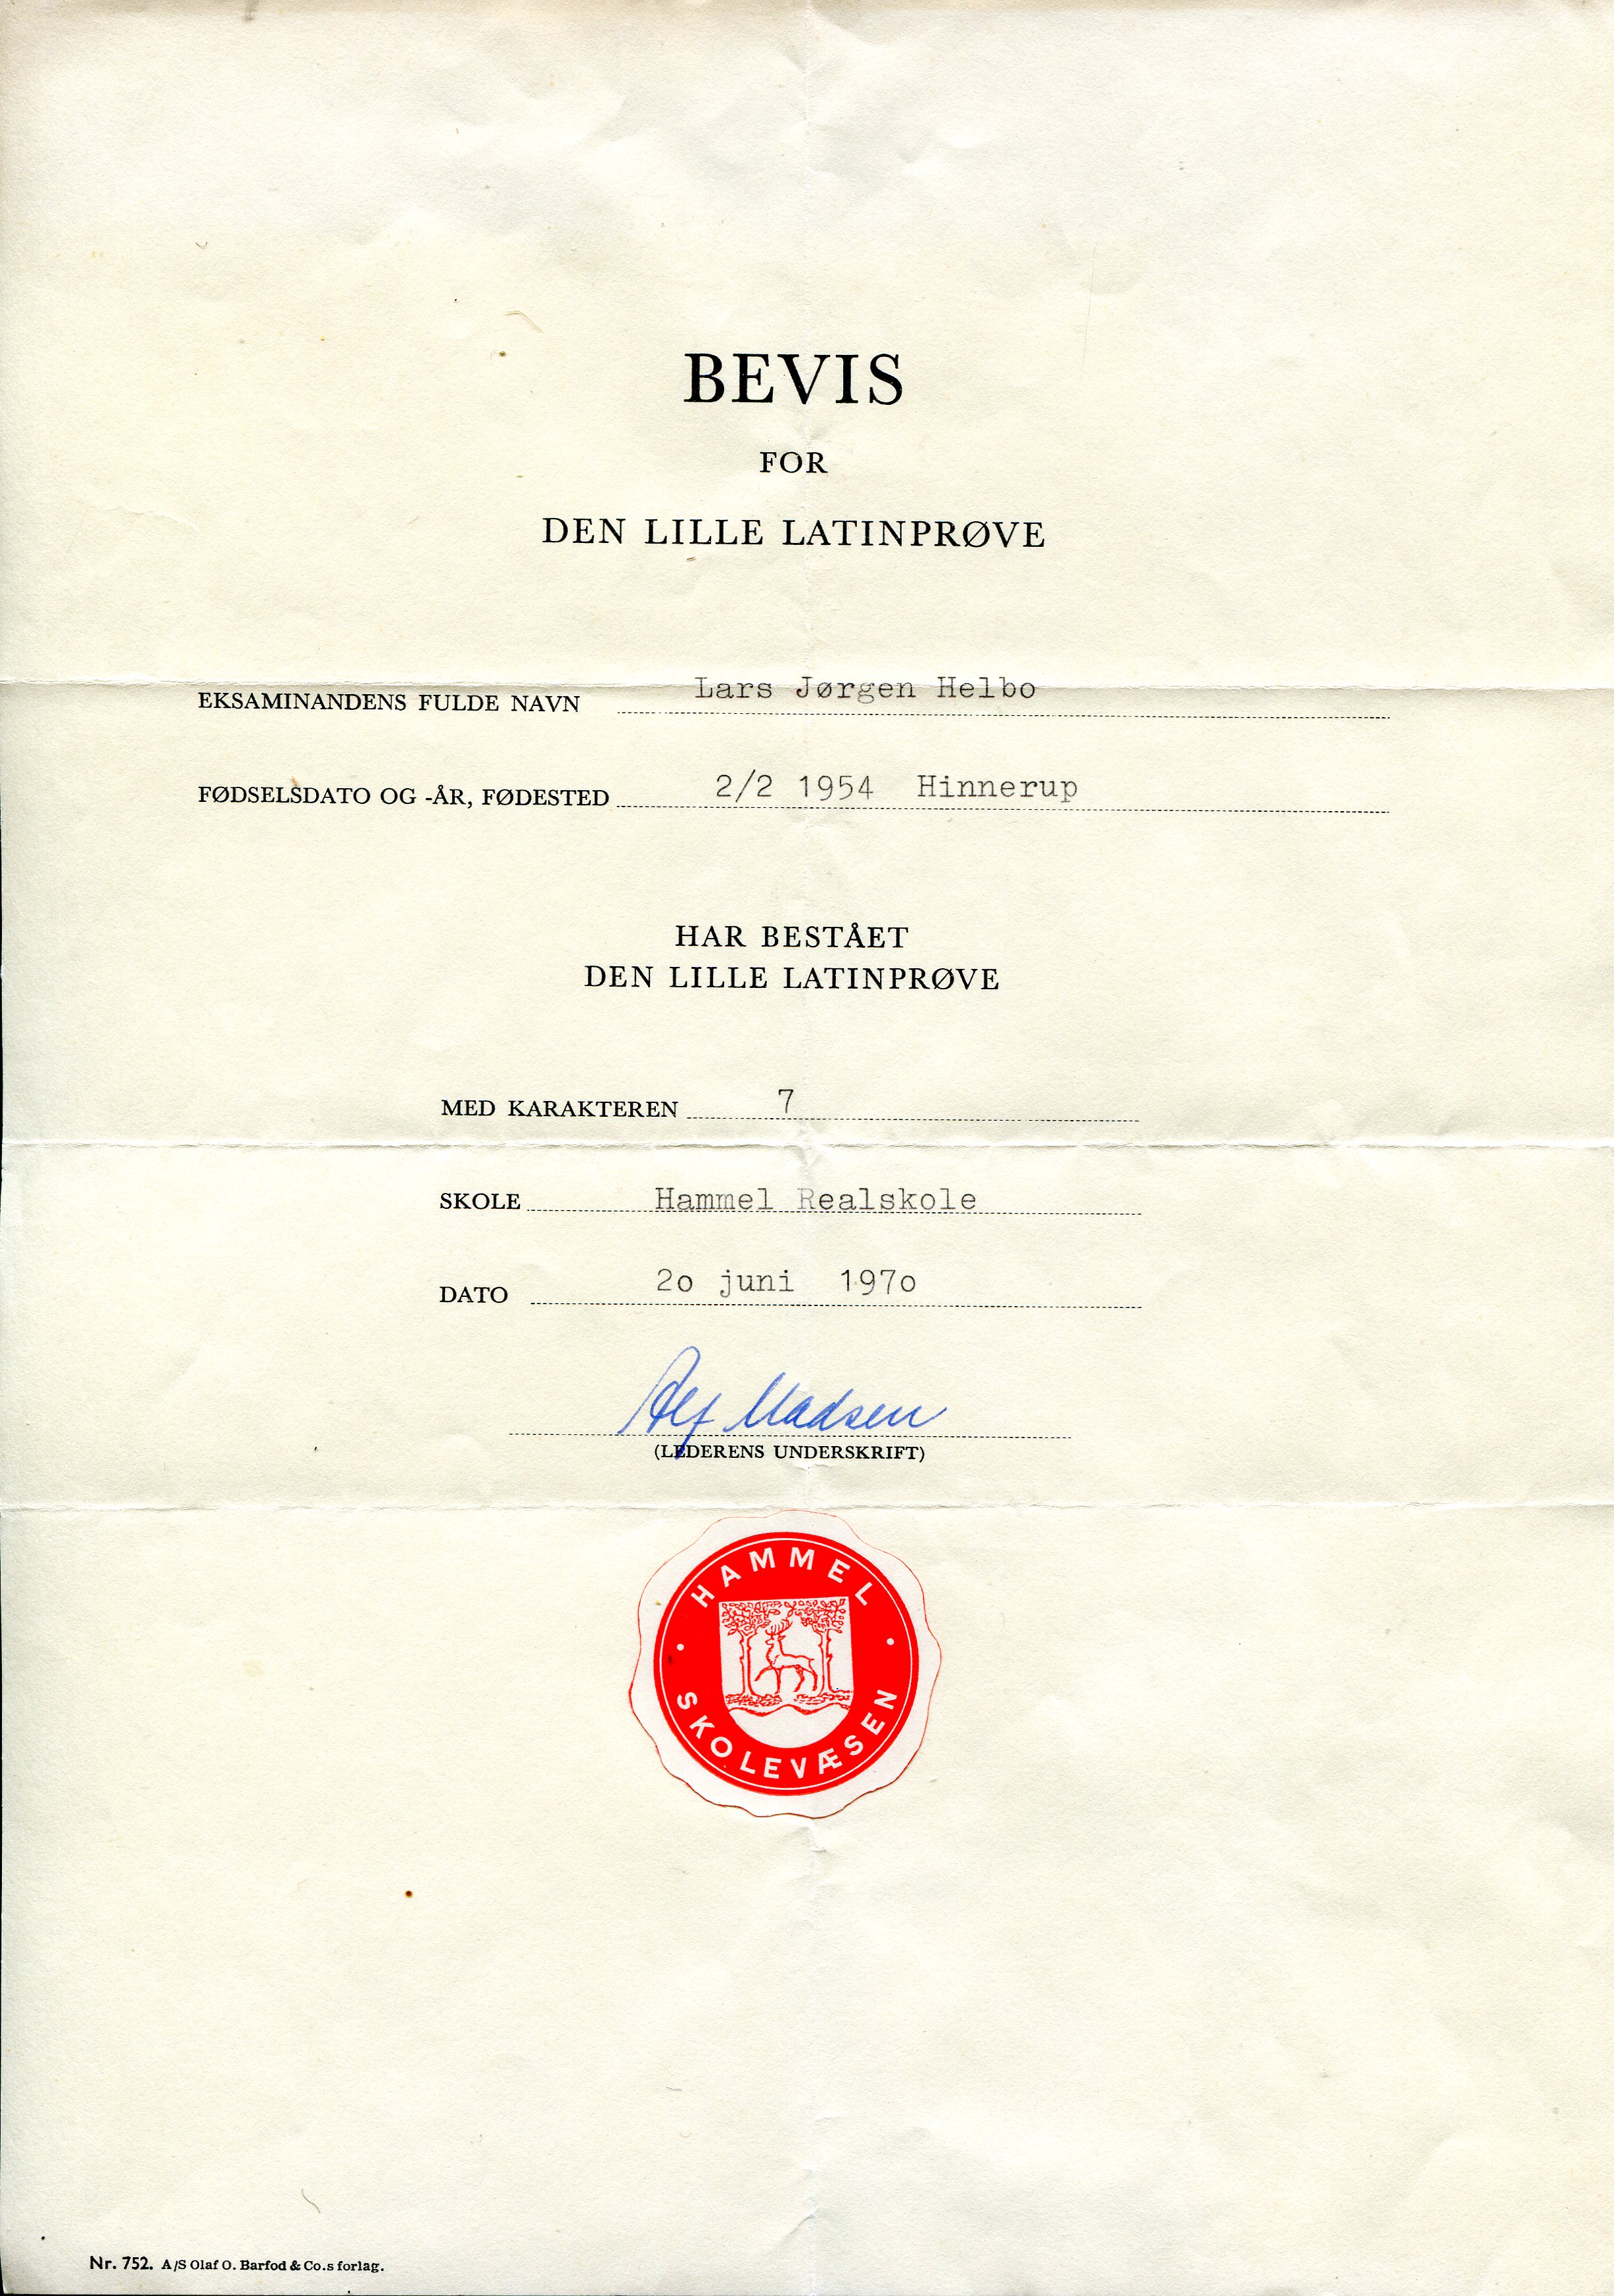 BEVIS
FOR
DEN LILLE LATINPRØVE
EKSAMINANDENS FULDE NAVN Lars Jørgen Helbo
FØDSELSDATO OG -ÅR, FØDESTED 2/2 1954 Hinnerup
HAR BESTÅET
DEN LILLE LATINPRØVE
MED KARAKTEREN 7
SKOLE Hammel Realskole
DATO 2o juni 197o
Alf Madsen
(LEDERENS UNDERSKRIFT)
HAMMEL
SKOLEVÆSEN
Nr. 752. A/S Olaf O. Barfod & Co.s forlag.